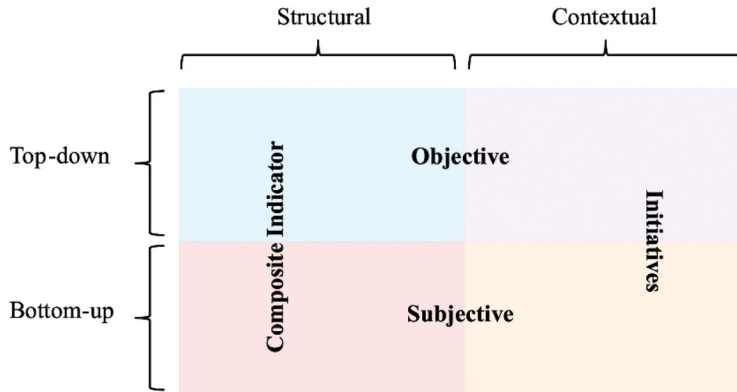 Structural
Contextual
Top-down
Objective
Composite Indicator
Initiatives
Bottom-up
Subjective